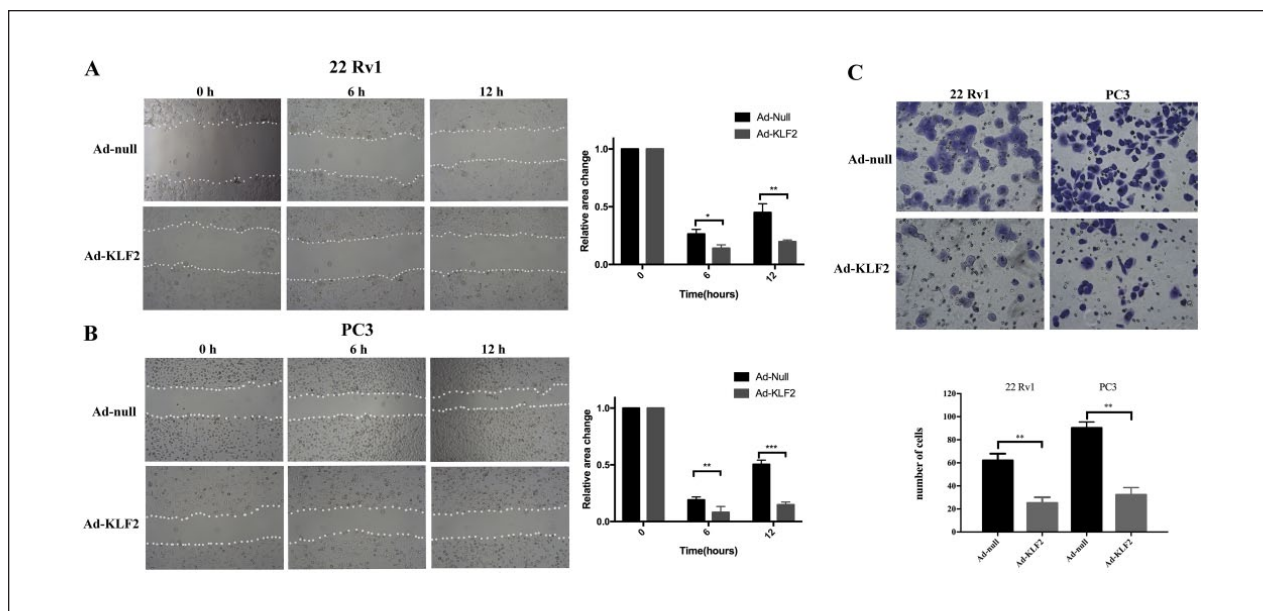 A
22 Rv1
0 h
6 h
12 h
Ad-null
Ad-KLF2
Ad-Null
Ad-KLF2
Relative area change
1.0
0.5
0.0
*
**
0
6
12
Time(hours)
B
PC3
0 h
6 h
12 h
Ad-null
Ad-KLF2
Ad-Null
Ad-KLF2
Relative area change
1.0
0.5
0.0
**
***
0
6
12
Time(hours)
C
22 Rv1
PC3
Ad-null
Ad-KLF2
22 Rv1
PC3
number of cells
120
100
80
60
40
20
0
**
**
Ad-null
Ad-KLF2
Ad-null
Ad-KLF2